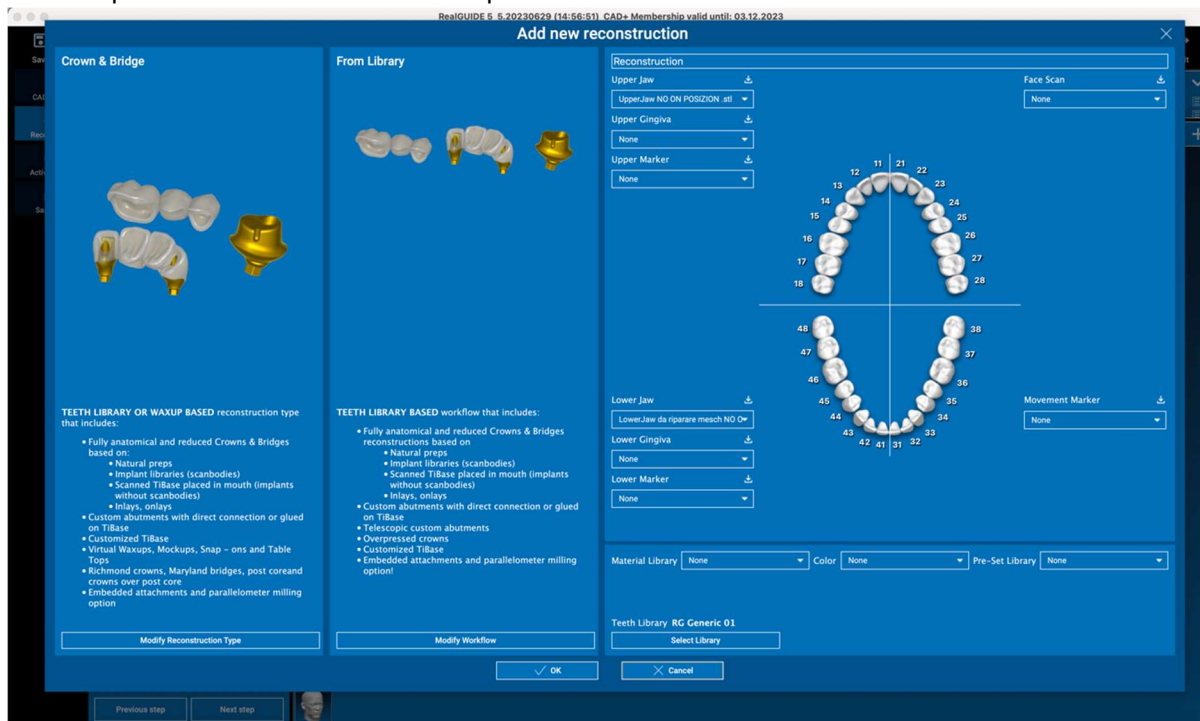 RealGUIDE 5 5.20230629 (14:56:51) CAD+ Membership valid until: 03.12.2023
Add new reconstruction
Crown & Bridge
TEETH LIBRARY OR WAXUP BASED reconstruction type
that includes:
• Fully anatomical and reduced Crowns & Bridges
based on:
• Natural preps
• Implant libraries (scanbodies)
• Scanned TiBase placed in mouth (implants
without scanbodies)
• Inlays, onlays
• Custom abutments with direct connection or glued
on TiBase
• Customized TiBase
• Virtual Waxups, Mockups, Snap – ons and Table
Tops
• Richmond crowns, Maryland bridges, post coreand
crowns over post core
• Embedded attachments and parallelometer milling
option
Modify Reconstruction Type
From Library
TEETH LIBRARY BASED workflow that includes:
• Fully anatomical and reduced Crowns & Bridges
reconstructions based on
• Natural preps
• Implant libraries (scanbodies)
• Scanned TiBase placed in mouth (implants
without scanbodies)
• Inlays, onlays
• Custom abutments with direct connection or glued
on TiBase
• Telescopic custom abutments
• Overpressed crowns
• Customized TiBase
• Embedded attachments and parallelometer milling
option!
Modify Workflow
Reconstruction
Upper Jaw
UpperJaw NO ON POSIZION .stl
Upper Gingiva
None
Upper Marker
None
Face Scan
None
11 21
12 22
13 23
14 24
15 25
16 26
17 27
18 28
48 38
47 37
46 36
45 35
44 34
43 33
42 41 31 32
Lower Jaw
LowerJaw da riparare mesch NO O
Lower Gingiva
None
Lower Marker
None
Movement Marker
None
Material Library None Color None Pre-Set Library None
Teeth Library RG Generic 01
Select Library
OK Cancel
Previous step Next step